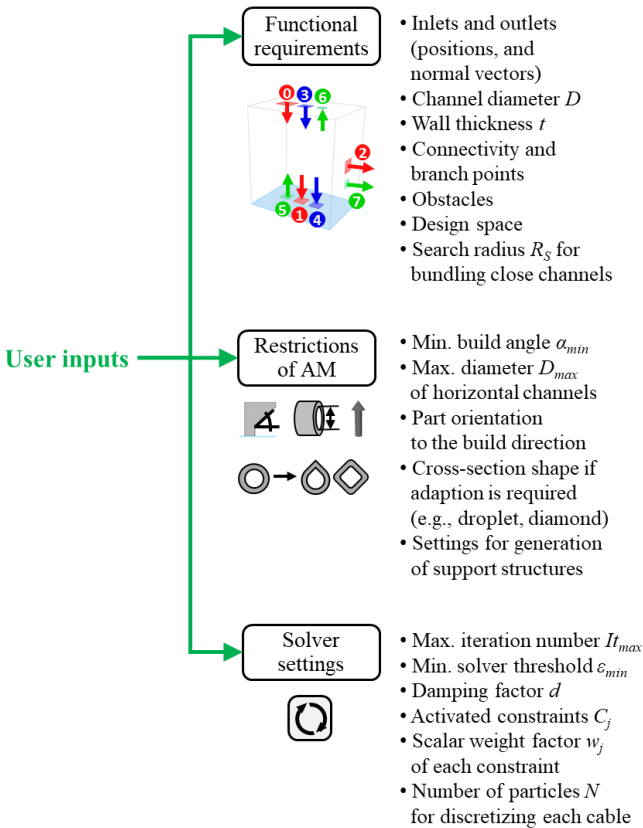 Functional
requirements
0 3 6
2
5 1 4 7
• Inlets and outlets
(positions, and
normal vectors)
• Channel diameter D
• Wall thickness t
• Connectivity and
branch points
• Obstacles
• Design space
• Search radius R_S for
bundling close channels
User inputs
Restrictions
of AM
• Min. build angle α_min
• Max. diameter D_max
of horizontal channels
• Part orientation
to the build direction
• Cross-section shape if
adaption is required
(e.g., droplet, diamond)
• Settings for generation
of support structures
Solver
settings
• Max. iteration number It_max
• Min. solver threshold ε_min
• Damping factor d
• Activated constraints C_j
• Scalar weight factor w_j
of each constraint
• Number of particles N
for discretizing each cable